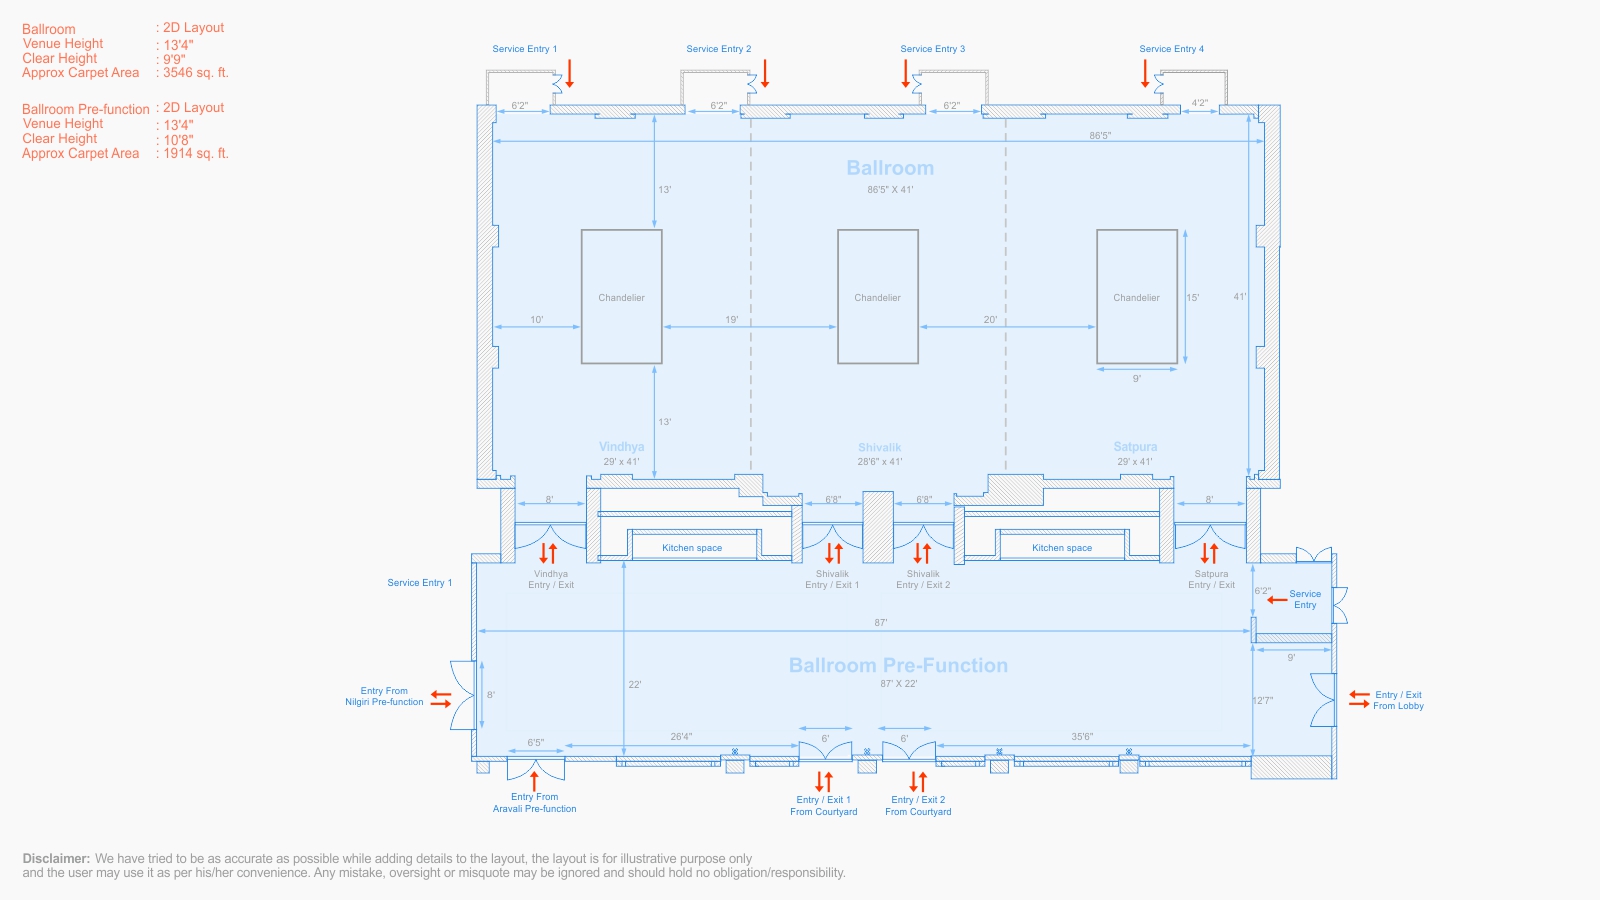 Ballroom : 2D Layout
Venue Height : 13'4"
Clear Height : 9'9"
Approx Carpet Area : 3546 sq. ft.
Ballroom Pre-function : 2D Layout
Venue Height : 13'4"
Clear Height : 10'8"
Approx Carpet Area : 1914 sq. ft.
Service Entry 1 Service Entry 2 Service Entry 3 Service Entry 4
6'2" 6'2" 6'2" 4'2"
86'5"
Ballroom
86'5" X 41'
13'
Chandelier Chandelier Chandelier 15' 41'
10' 19' 20'
9'
13'
Vindhya Shivalik Satpura
29' x 41' 28'6" x 41' 29' x 41'
8' 6'8" 6'8" 8'
Kitchen space Kitchen space
Vindhya
Entry / Exit
Shivalik
Entry / Exit 1
Shivalik
Entry / Exit 2
Satpura
Entry / Exit
Service Entry 1
6'2"
Service
Entry
87'
9'
Ballroom Pre-Function
87' X 22'
22'
8'
Entry From
Nilgiri Pre-function
12'7"
Entry / Exit
From Lobby
6'5" 26'4" 6' 6' 35'6"
Entry From
Aravali Pre-function
Entry / Exit 1
From Courtyard
Entry / Exit 2
From Courtyard
Disclaimer: We have tried to be as accurate as possible while adding details to the layout, the layout is for illustrative purpose only
and the user may use it as per his/her convenience. Any mistake, oversight or misquote may be ignored and should hold no obligation/responsibility.